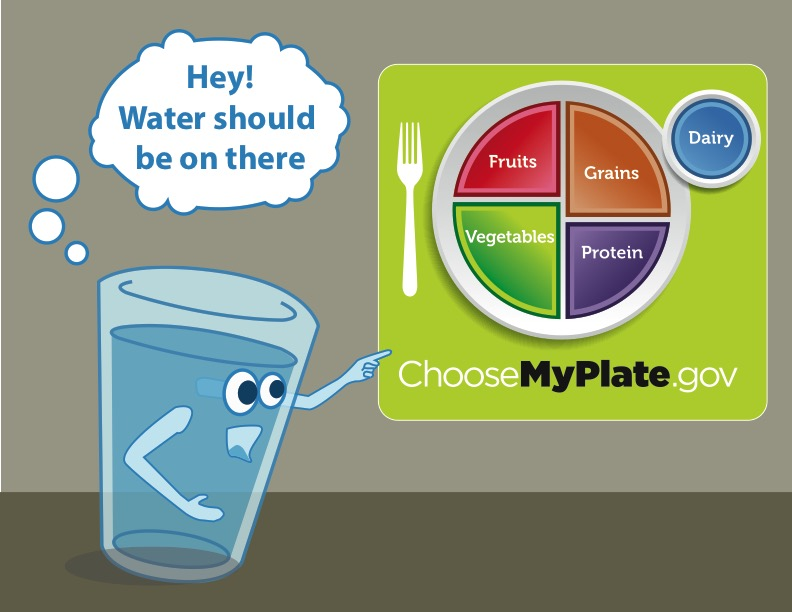 Hey!
Water should
be on there
Fruits
Grains
Dairy
Vegetables
Protein
ChooseMyPlate.gov